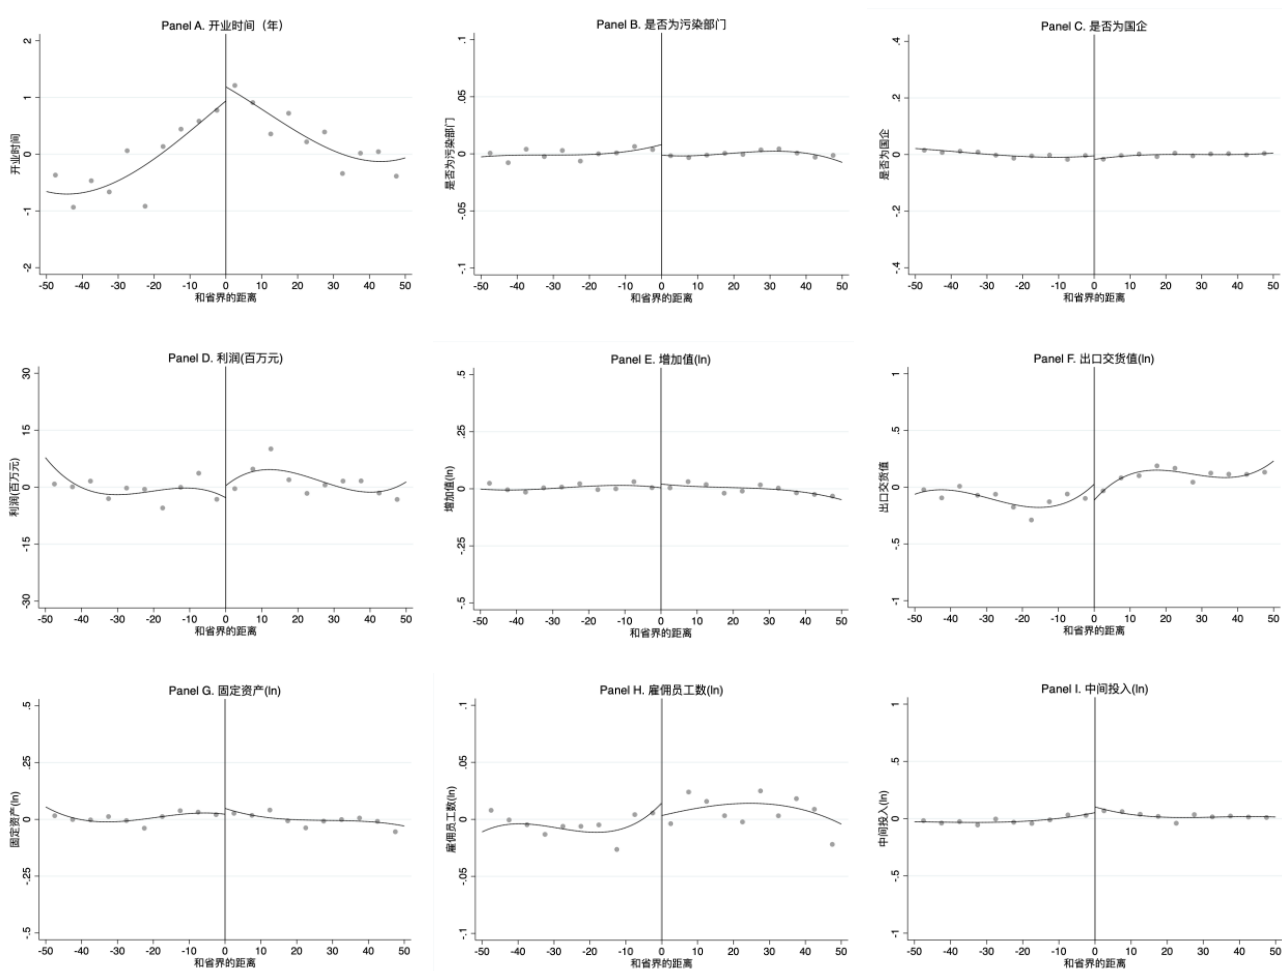 Panel A. 开业时间（年）
开业时间
2
1
0
-1
-2
-50 -40 -30 -20 -10 0 10 20 30 40 50
和省界的距离
Panel B. 是否为污染部门
是否为污染部门
.1
.05
0
-.05
-.1
-50 -40 -30 -20 -10 0 10 20 30 40 50
和省界的距离
Panel C. 是否为国企
是否为国企
.4
.2
0
-.2
-.4
-50 -40 -30 -20 -10 0 10 20 30 40 50
和省界的距离
Panel D. 利润(百万元)
利润(百万元)
30
15
0
-15
-30
-50 -40 -30 -20 -10 0 10 20 30 40 50
和省界的距离
Panel E. 增加值(ln)
增加值(ln)
.5
.25
0
-.25
-.5
-50 -40 -30 -20 -10 0 10 20 30 40 50
和省界的距离
Panel F. 出口交货值(ln)
出口交货值
1
.5
0
-.5
-1
-50 -40 -30 -20 -10 0 10 20 30 40 50
和省界的距离
Panel G. 固定资产(ln)
固定资产(ln)
.5
.25
0
-.25
-.5
-50 -40 -30 -20 -10 0 10 20 30 40 50
和省界的距离
Panel H. 雇佣员工数(ln)
雇佣员工数(ln)
.1
.05
0
-.05
-.1
-50 -40 -30 -20 -10 0 10 20 30 40 50
和省界的距离
Panel I. 中间投入(ln)
中间投入(ln)
1
.5
0
-.5
-1
-50 -40 -30 -20 -10 0 10 20 30 40 50
和省界的距离